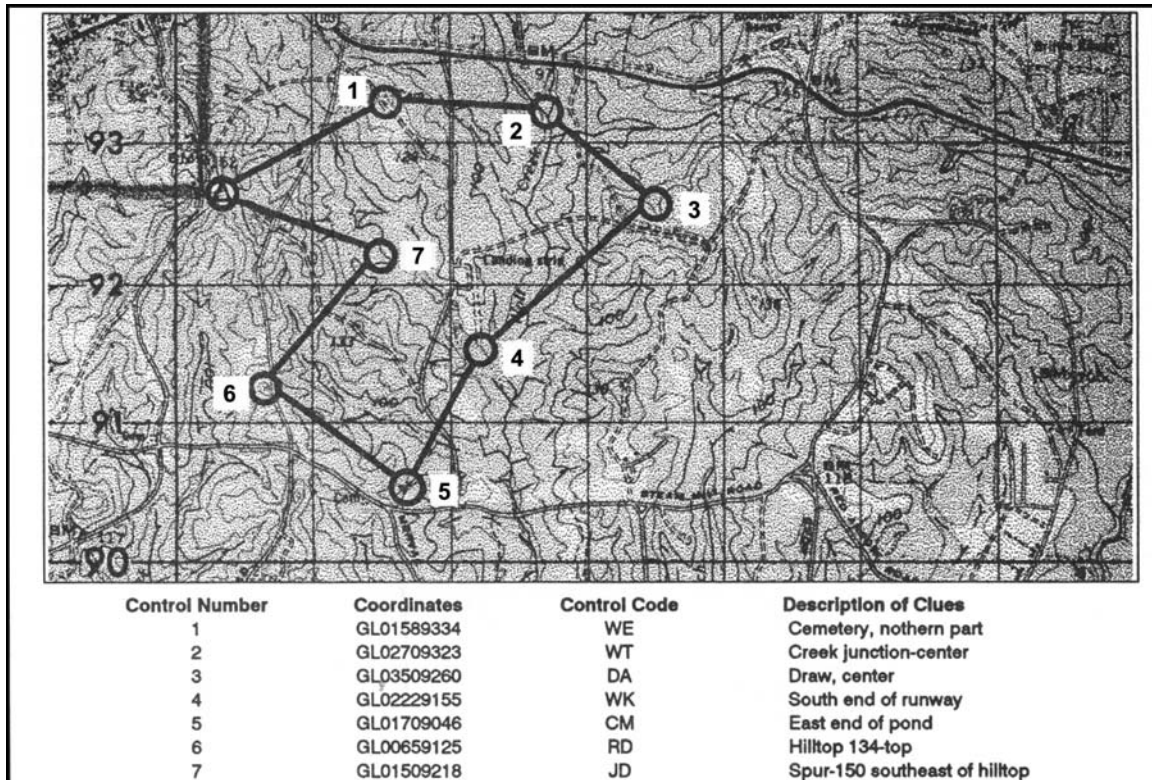 1
2
93
3
7
Landing strip
92
4
6
91
5
STEAM MILL ROAD
90
Control Number Coordinates Control Code Description of Clues
1 GL01589334 WE Cemetery, nothern part
2 GL02709323 WT Creek junction-center
3 GL03509260 DA Draw, center
4 GL02229155 WK South end of runway
5 GL01709046 CM East end of pond
6 GL00659125 RD Hilltop 134-top
7 GL01509218 JD Spur-150 southeast of hilltop